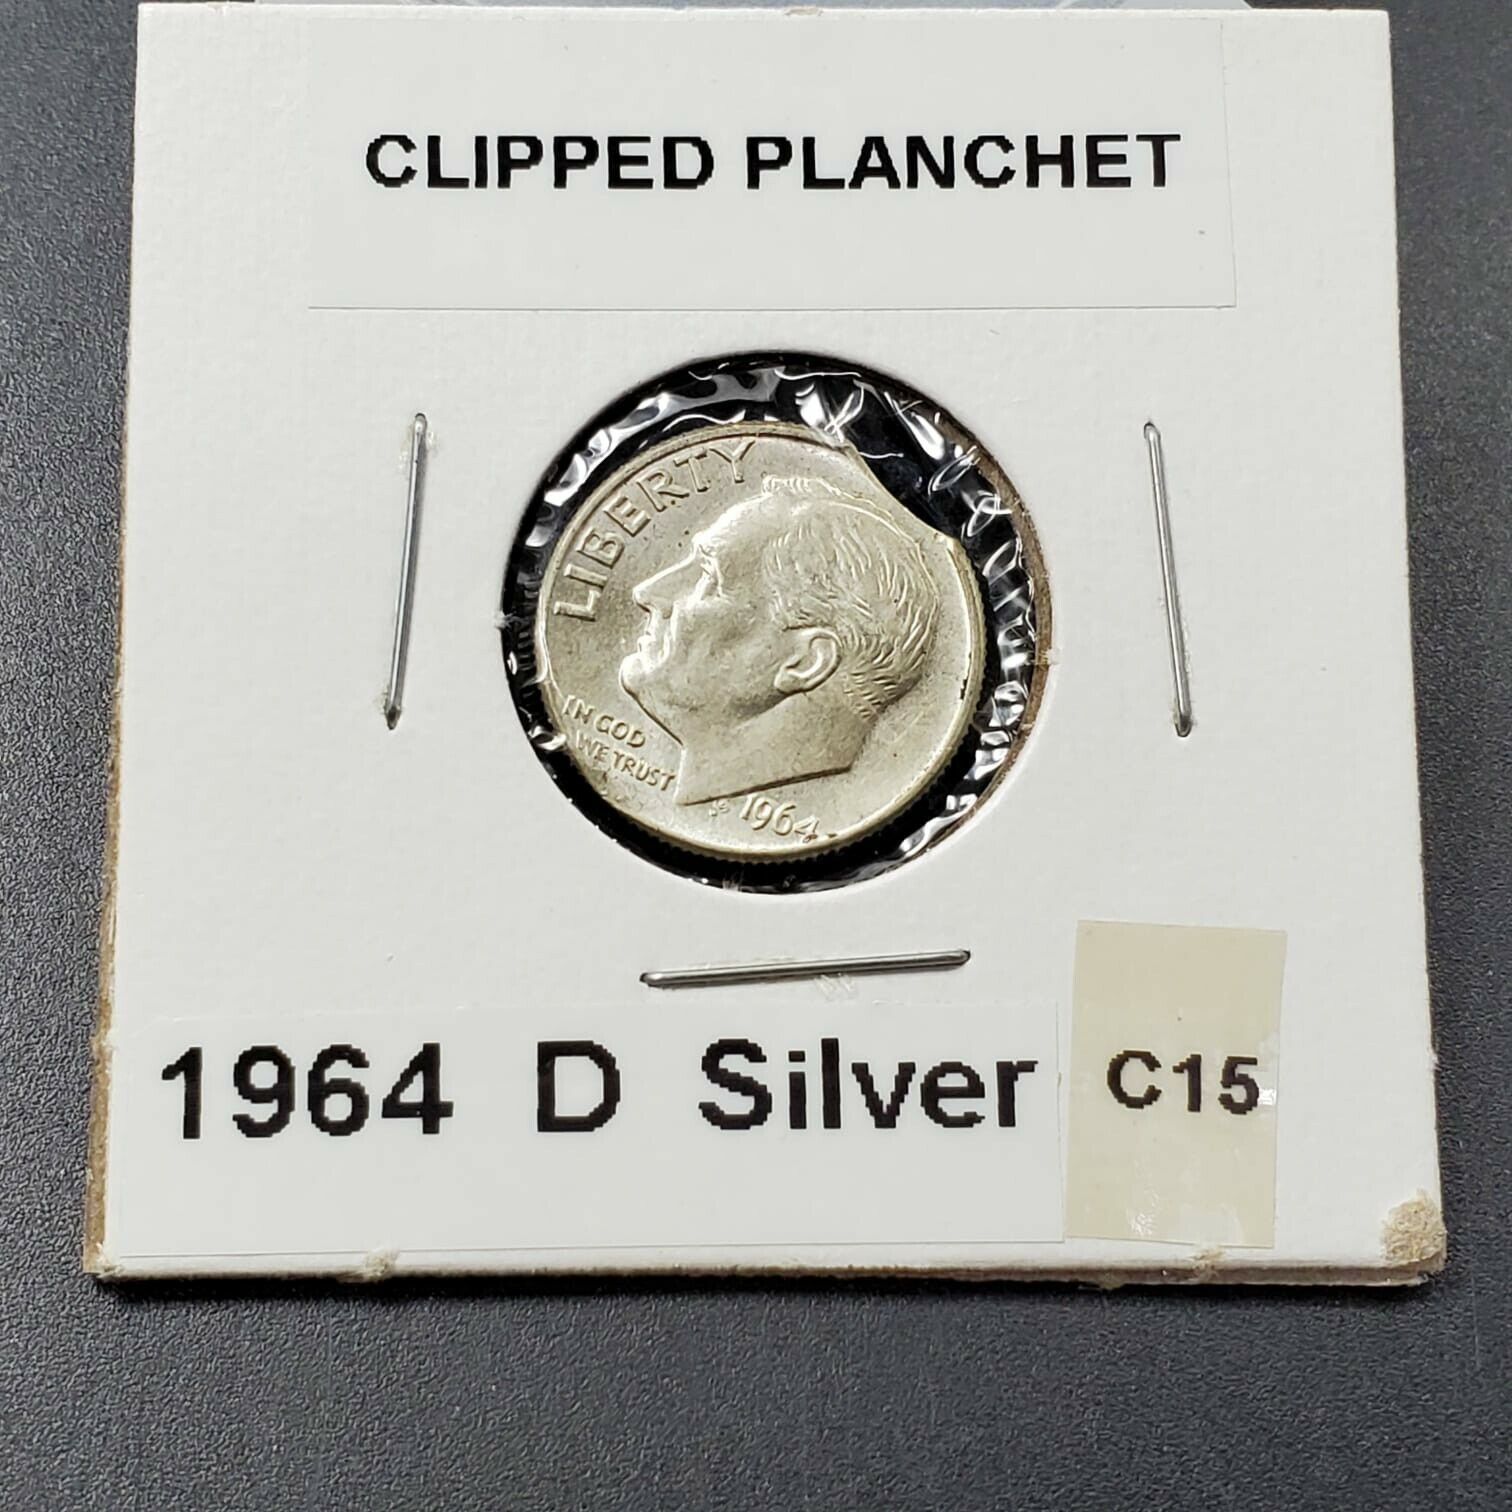 CLIPPED PLANCHET
LIBERTY
IN GOD
WE TRUST
1964
1964 D Silver
C15